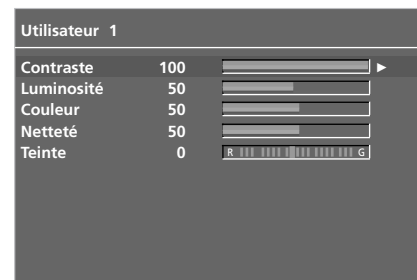 Utilisateur 1
Contraste 100
Luminosité 50
Couleur 50
Netteté 50
Teinte 0 R G